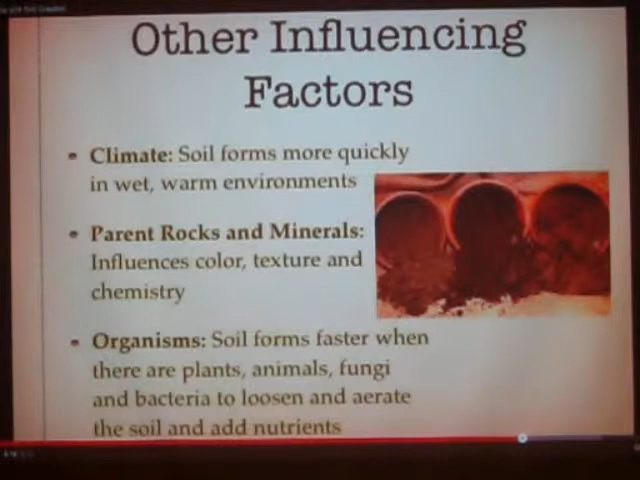 Other Influencing
Factors
• Climate: Soil forms more quickly
in wet, warm environments
• Parent Rocks and Minerals:
Influences color, texture and
chemistry
• Organisms: Soil forms faster when
there are plants, animals, fungi
and bacteria to loosen and aerate
the soil and add nutrients